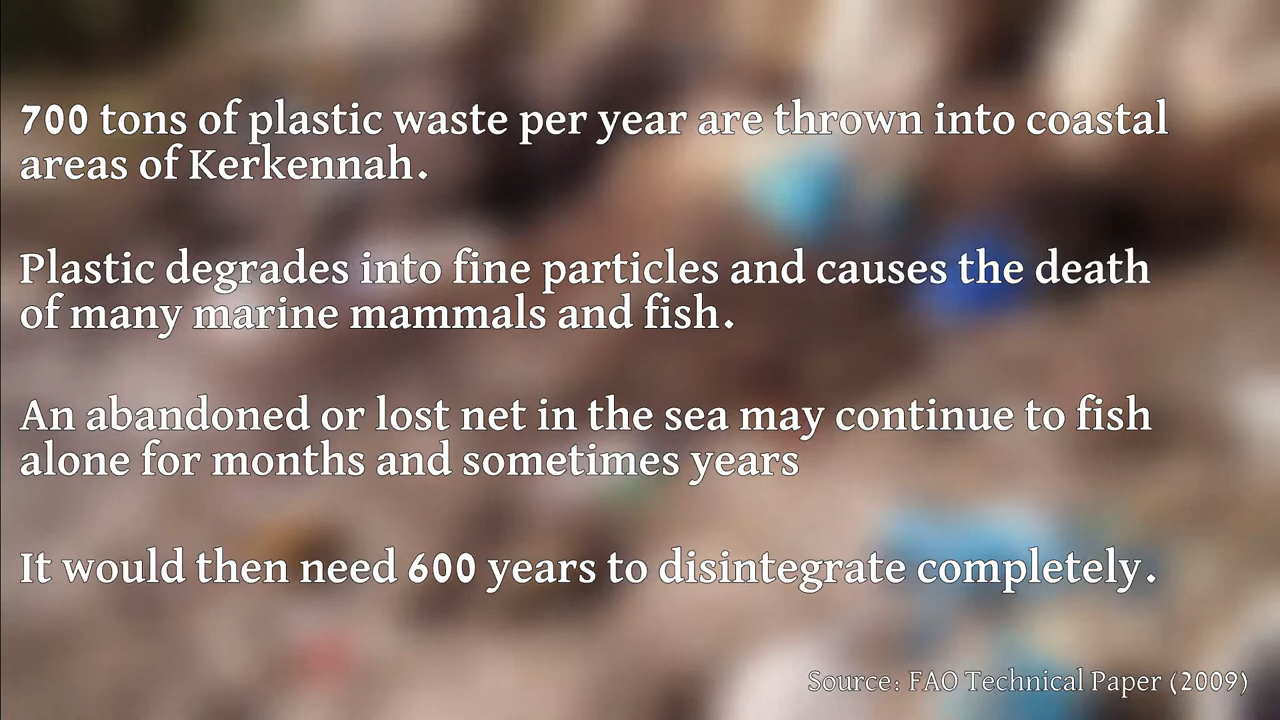 700 tons of plastic waste per year are thrown into coastal
areas of Kerkennah.
Plastic degrades into fine particles and causes the death
of many marine mammals and fish.
An abandoned or lost net in the sea may continue to fish
alone for months and sometimes years
It would then need 600 years to disintegrate completely.
Source: FAO Technical Paper (2009)